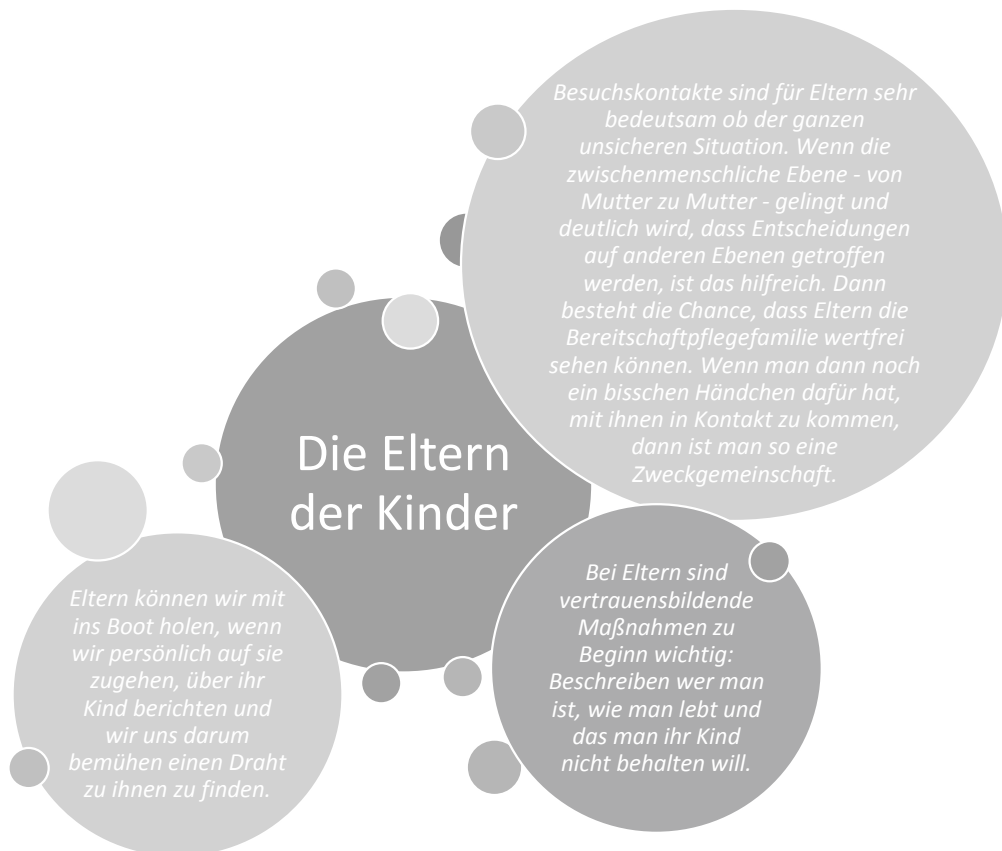 Besuchskontakte sind für Eltern sehr
bedeutsam ob der ganzen
unsicheren Situation. Wenn die
zwischenmenschliche Ebene - von
Mutter zu Mutter - gelingt und
deutlich wird, dass Entscheidungen
auf anderen Ebenen getroffen
werden, ist das hilfreich. Dann
besteht die Chance, dass Eltern die
Bereitschaftpflegefamilie wertfrei
sehen können. Wenn man dann noch
ein bisschen Händchen dafür hat,
mit ihnen in Kontakt zu kommen,
dann ist man so eine
Zweckgemeinschaft.
Die Eltern
der Kinder
Bei Eltern sind
vertrauensbildende
Maßnahmen zu
Beginn wichtig:
Beschreiben wer man
ist, wie man lebt und
das man ihr Kind
nicht behalten will.
Eltern können wir mit
ins Boot holen, wenn
wir persönlich auf sie
zugehen, über ihr
Kind berichten und
wir uns darum
bemühen einen Draht
zu ihnen zu finden.